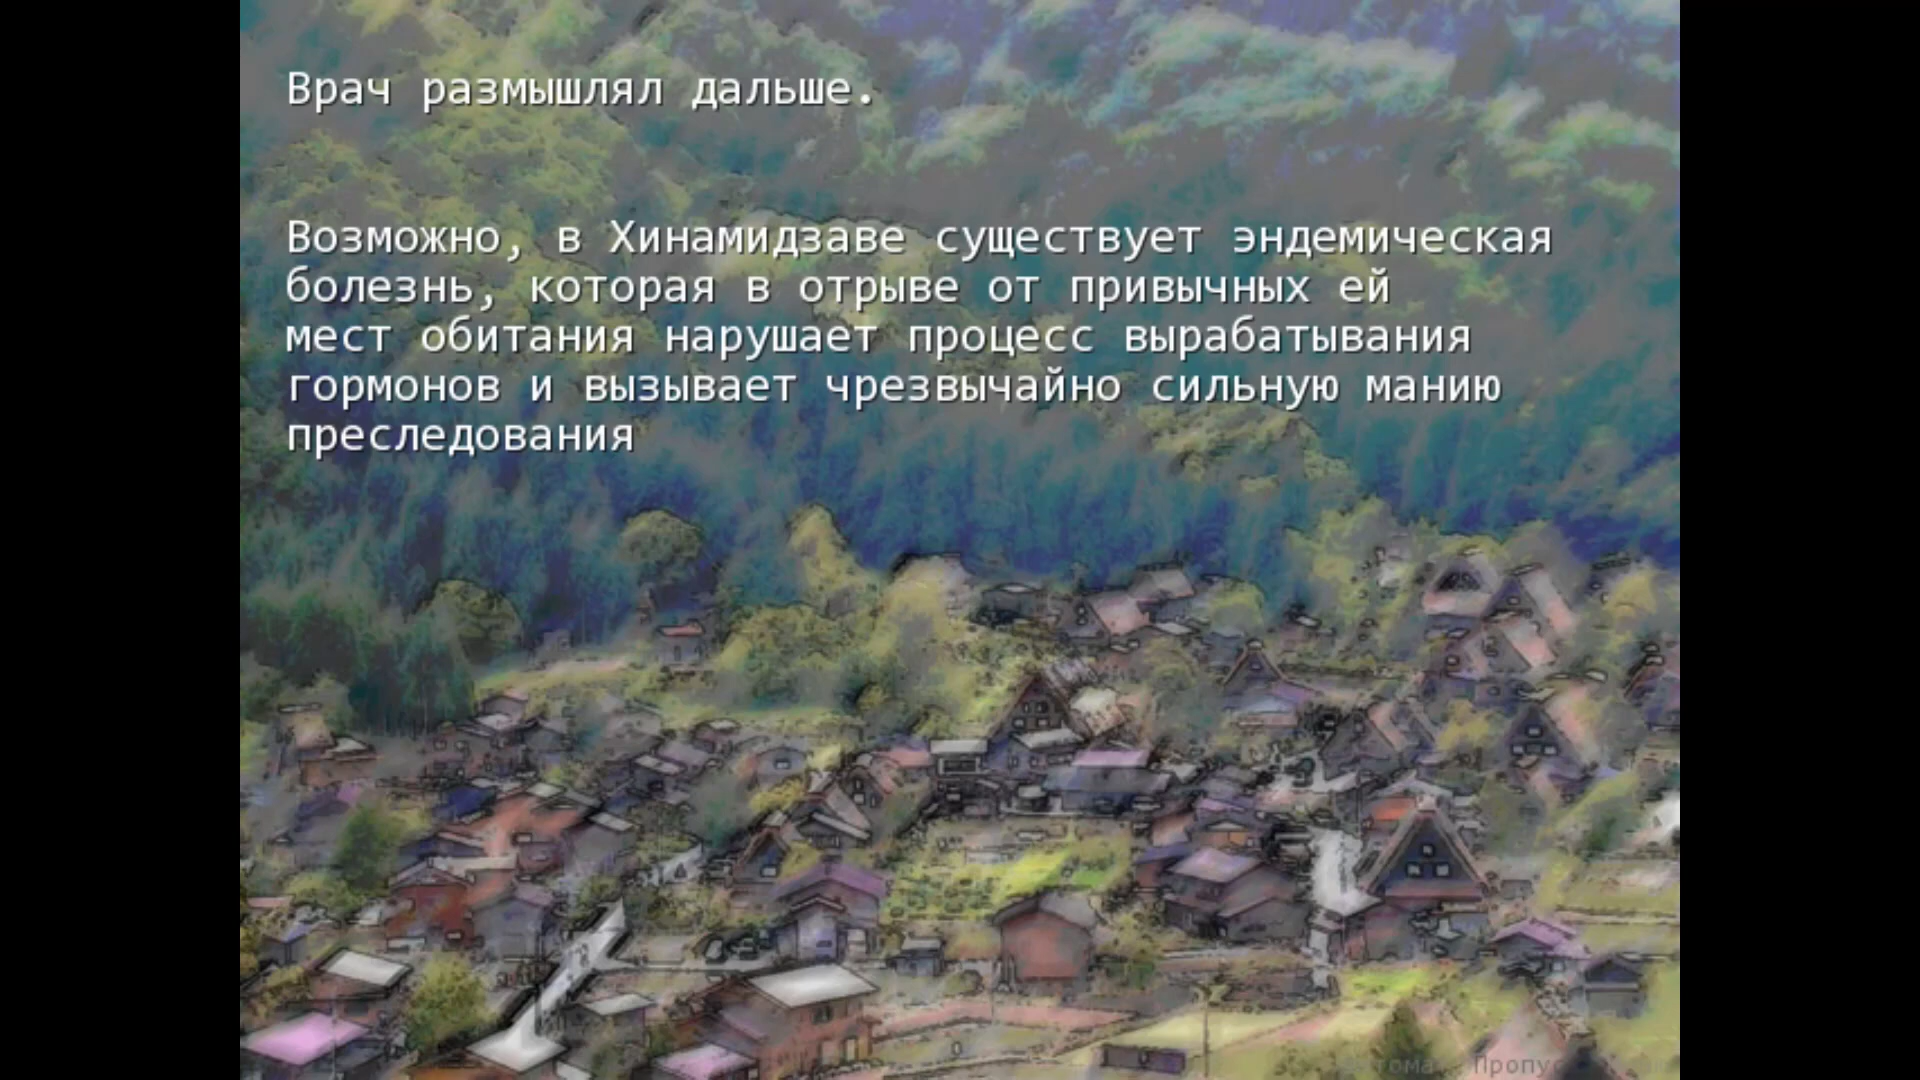 Врач размышлял дальше.
Возможно, в Хинамидзаве существует эндемическая
болезнь, которая в отрыве от привычных ей
мест обитания нарушает процесс вырабатывания
гормонов и вызывает чрезвычайно сильную манию
преследования